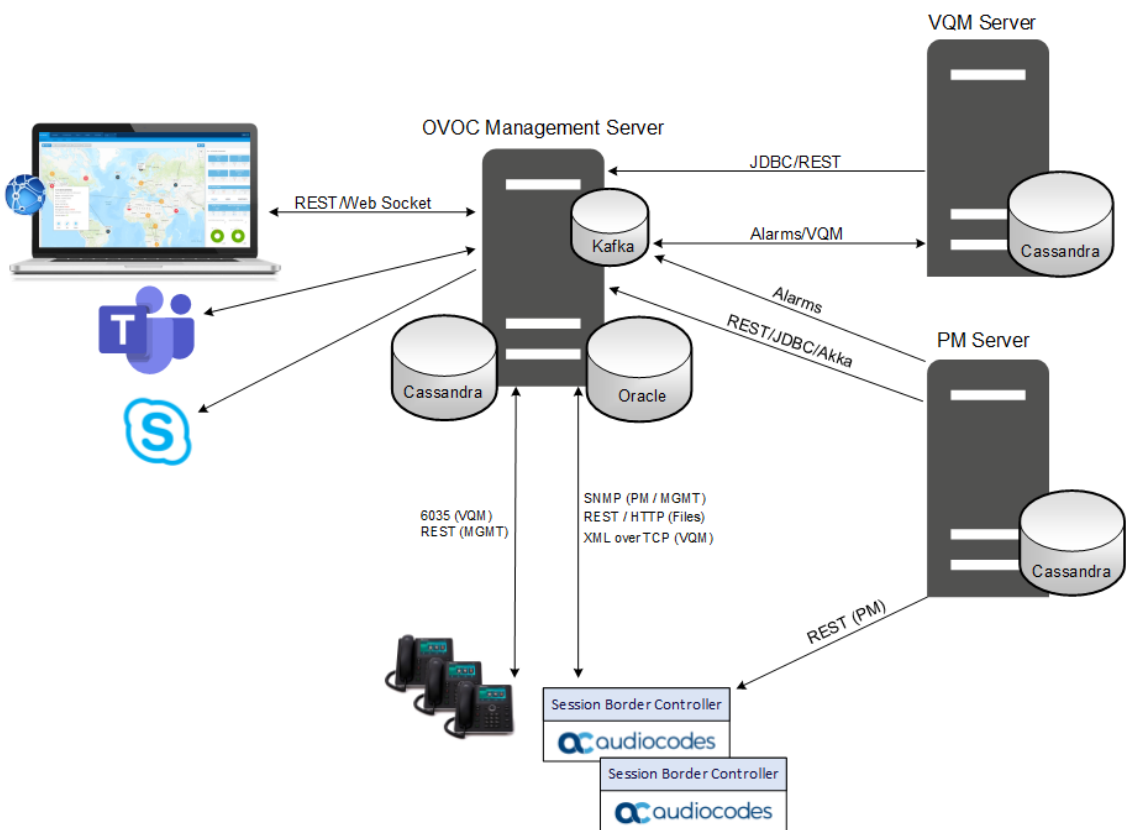 VQM Server
OVOC Management Server
JDBC/REST
REST/Web Socket
Kafka
Alarms/VQM
Cassandra
Alarms
REST/JDBC/Akka
PM Server
T
Cassandra
Oracle
S
6035 (VQM)
REST (MGMT)
SNMP (PM / MGMT)
REST / HTTP (Files)
XML over TCP (VQM)
Cassandra
REST (PM)
Session Border Controller
audiocodes
Session Border Controller
audiocodes